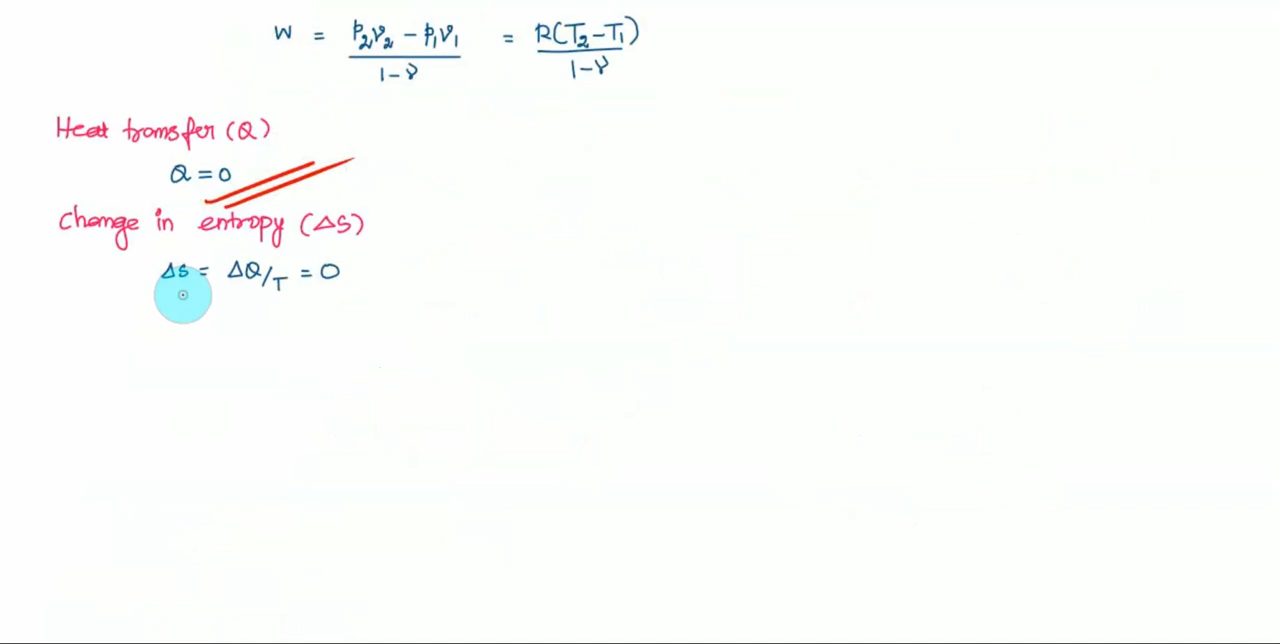 W = p₂v₂ – p₁v₁ / 1–γ = R(T₂–T₁) / 1–γ
Heat transfer (Q)
Q = 0
Change in entropy (ΔS)
ΔS = ΔQ/T = 0